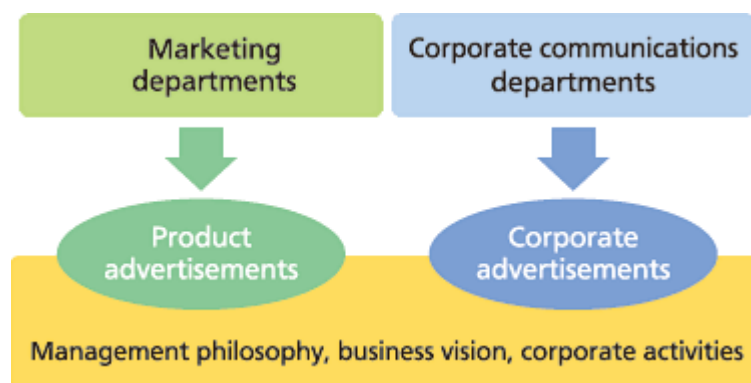 Marketing
departments
Corporate communications
departments
Product
advertisements
Corporate
advertisements
Management philosophy, business vision, corporate activities